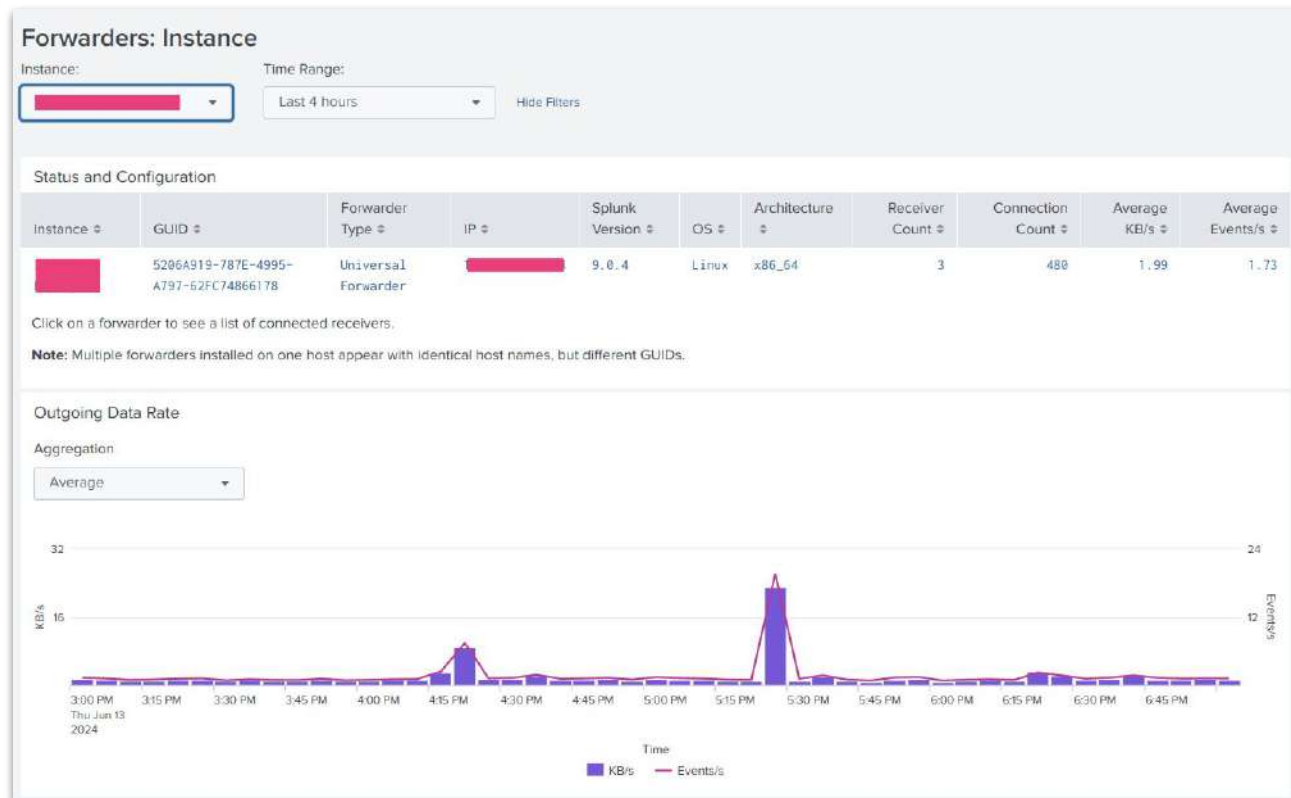 Forwarders: Instance
Instance: Time Range:
Last 4 hours Hide Filters
Status and Configuration
Forwarder Splunk Architecture Receiver Connection Average Average
Instance GUID Type IP Version OS Count Count KB/s Events/s
5206A919-787E-4995- Universal 9.0.4 Linux x86_64 3 480 1.99 1.73
A797-62FC74866178 Forwarder
Click on a forwarder to see a list of connected receivers.
Note: Multiple forwarders installed on one host appear with identical host names, but different GUIDs.
Outgoing Data Rate
Aggregation
Average
32 24
KB/s 16 12 Events/s
3:00 PM 3:15 PM 3:30 PM 3:45 PM 4:00 PM 4:15 PM 4:30 PM 4:45 PM 5:00 PM 5:15 PM 5:30 PM 5:45 PM 6:00 PM 6:15 PM 6:30 PM 6:45 PM
Thu Jun 13
2024
Time
KB/s Events/s